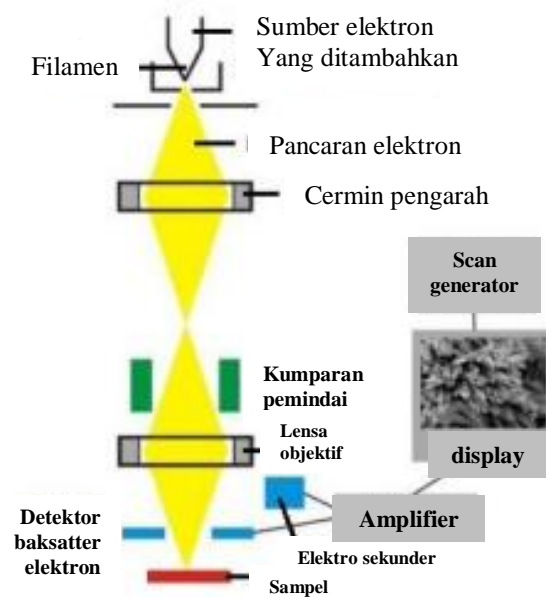 Sumber elektron
Yang ditambahkan
Filamen
Pancaran elektron
Cermin pengarah
Scan
generator
Kumparan
pemindai
Lensa
objektif
display
Detektor
baksatter
elektron
Amplifier
Elektro sekunder
Sampel